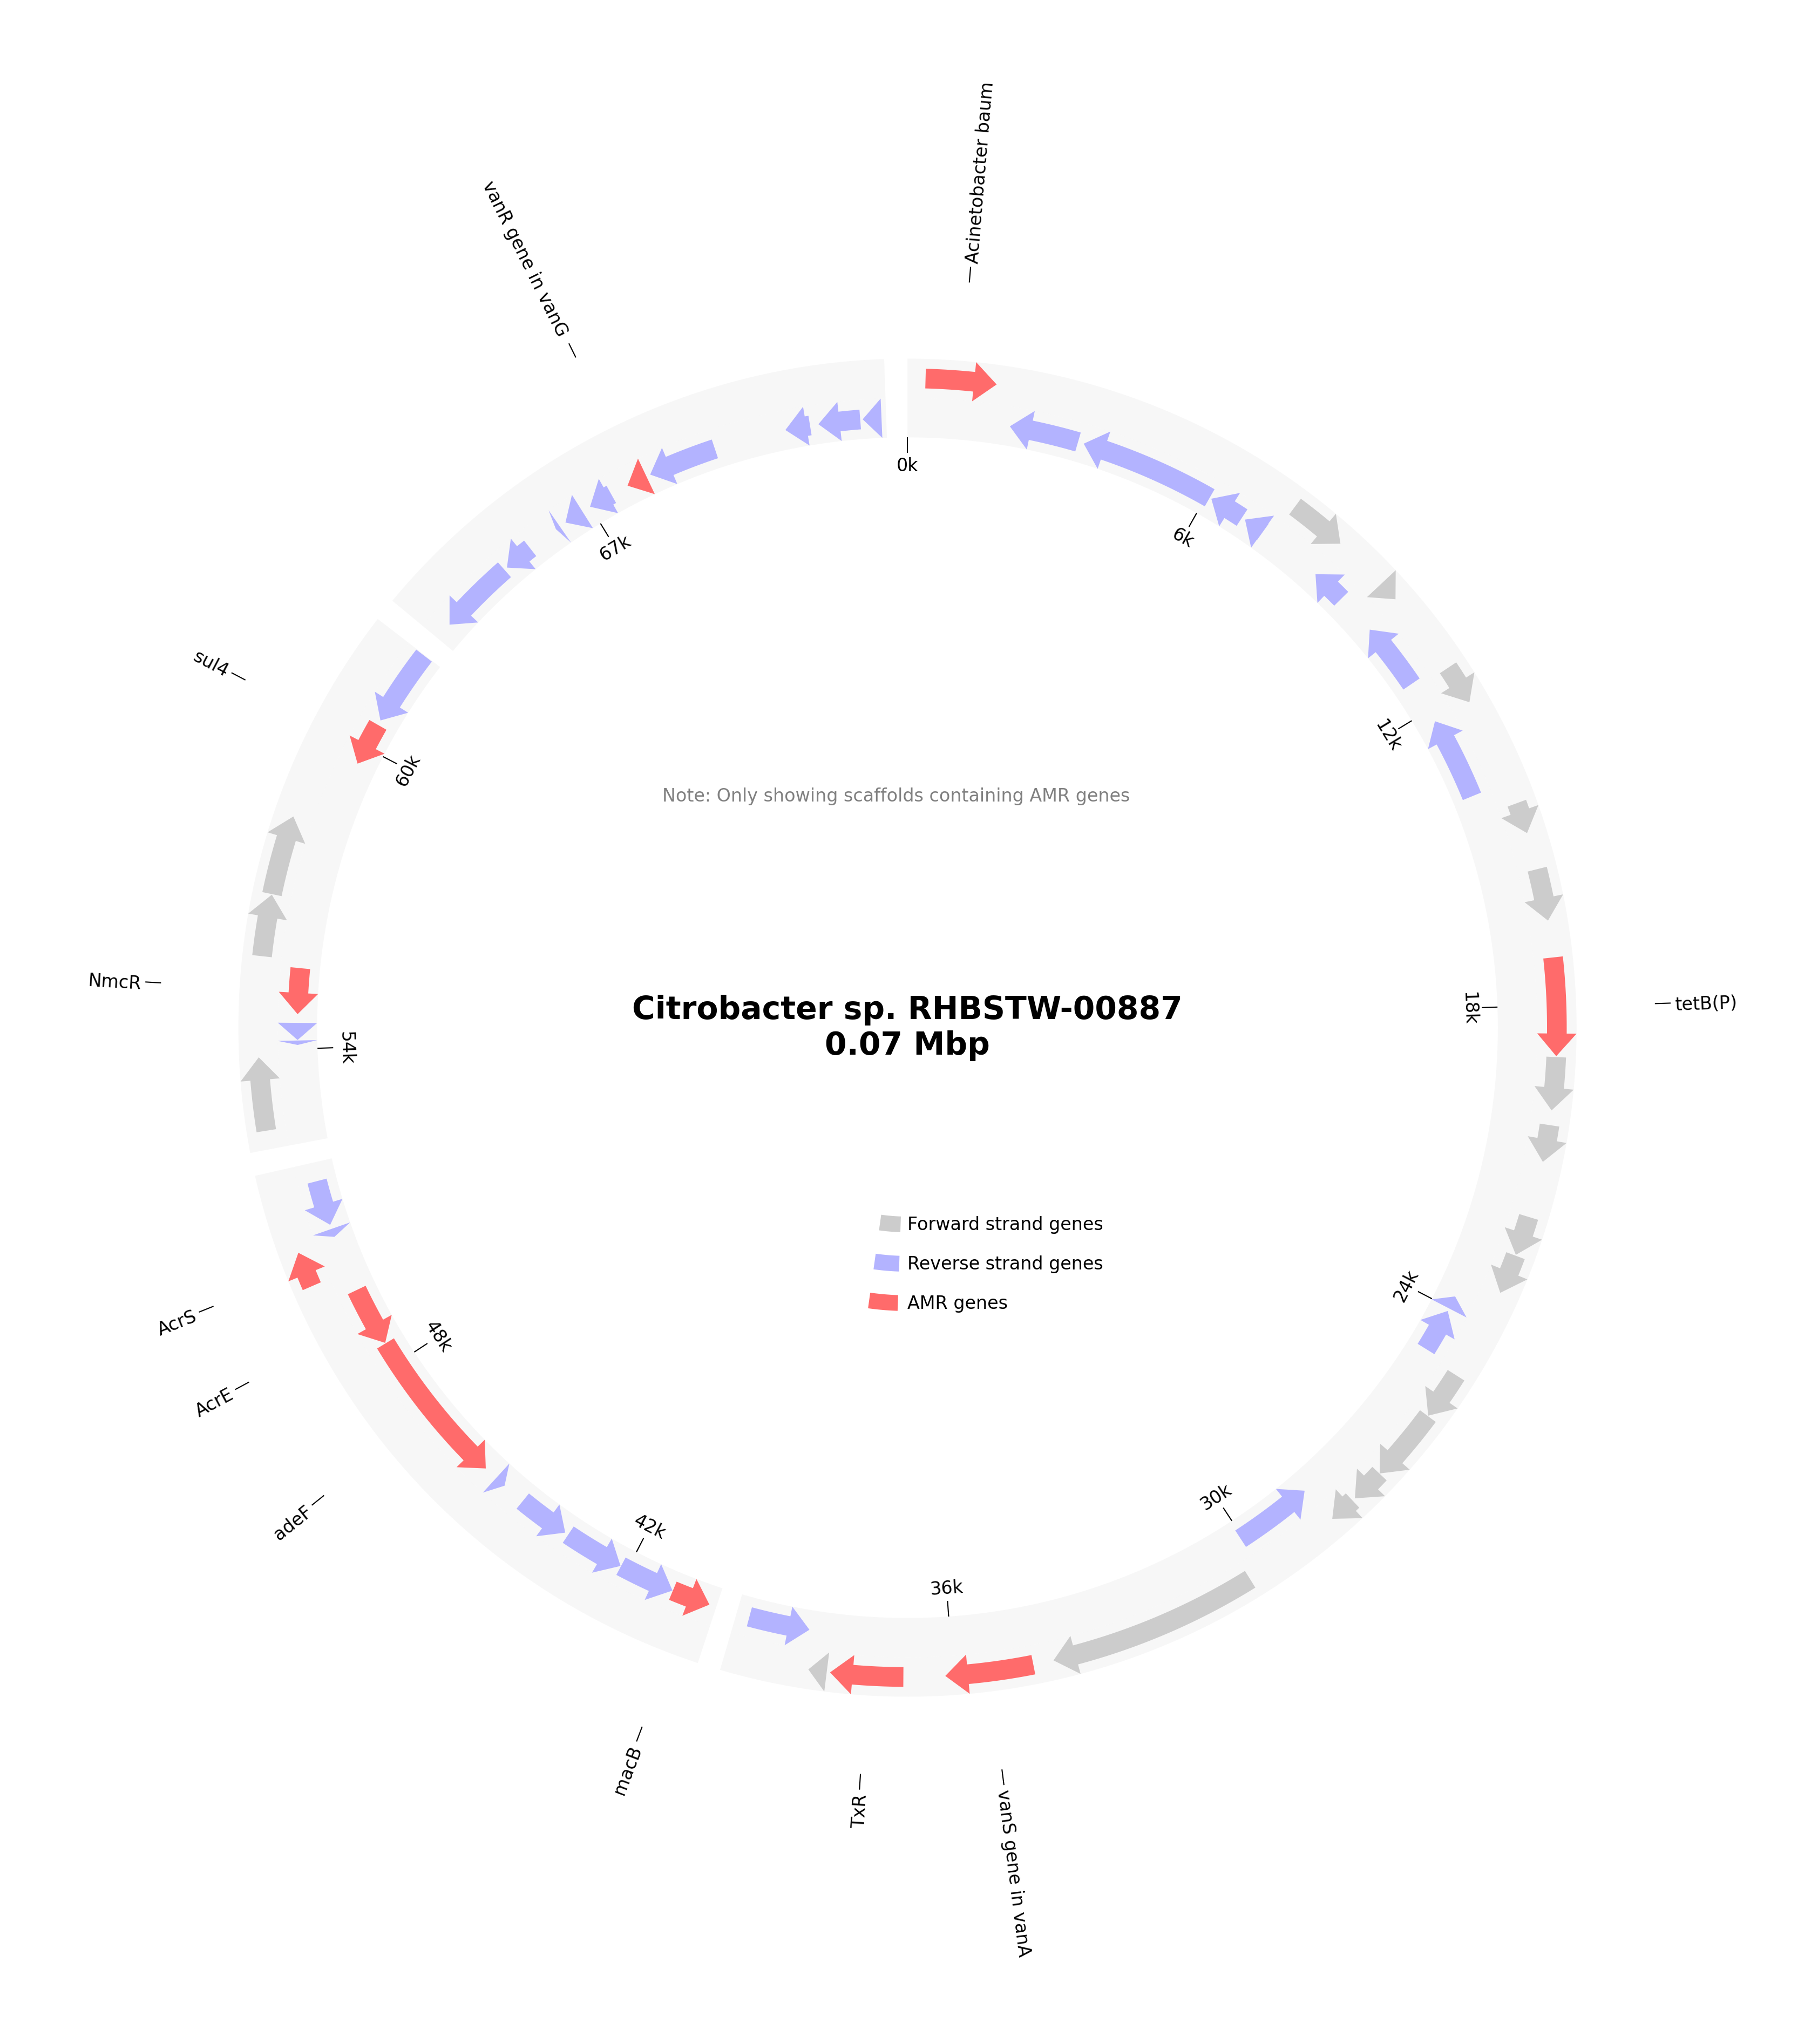 Acinetobacter baum
vanR gene in vanG
0k
6k
67k
sul4
12k
60k
Note: Only showing scaffolds containing AMR genes
NmcR
Citrobacter sp. RHBSTW-00887
0.07 Mbp
18k
tetB(P)
54k
Forward strand genes
Reverse strand genes
AMR genes
24k
AcrS
48k
AcrE
30k
adeF
42k
36k
macB
TxR
vanS gene in vanA